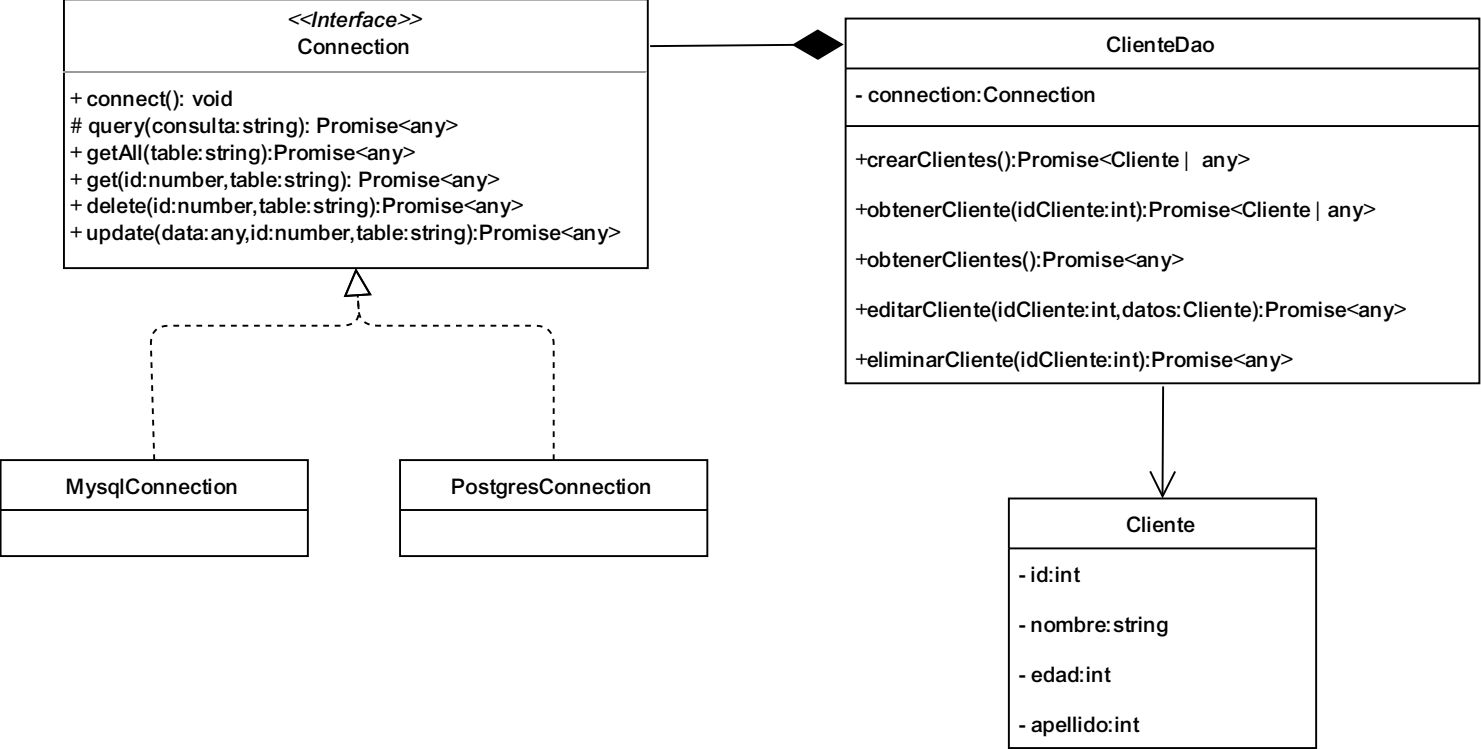 <<Interface>>
Connection
+ connect(): void
# query(consulta:string): Promise<any>
+ getAll(table:string):Promise<any>
+ get(id:number,table:string): Promise<any>
+ delete(id:number,table:string):Promise<any>
+ update(data:any,id:number,table:string):Promise<any>
ClienteDao
- connection:Connection
+crearClientes():Promise<Cliente | any>
+obtenerCliente(idCliente:int):Promise<Cliente | any>
+obtenerClientes():Promise<any>
+editarCliente(idCliente:int,datos:Cliente):Promise<any>
+eliminarCliente(idCliente:int):Promise<any>
MysqlConnection
PostgresConnection
Cliente
- id:int
- nombre:string
- edad:int
- apellido:int